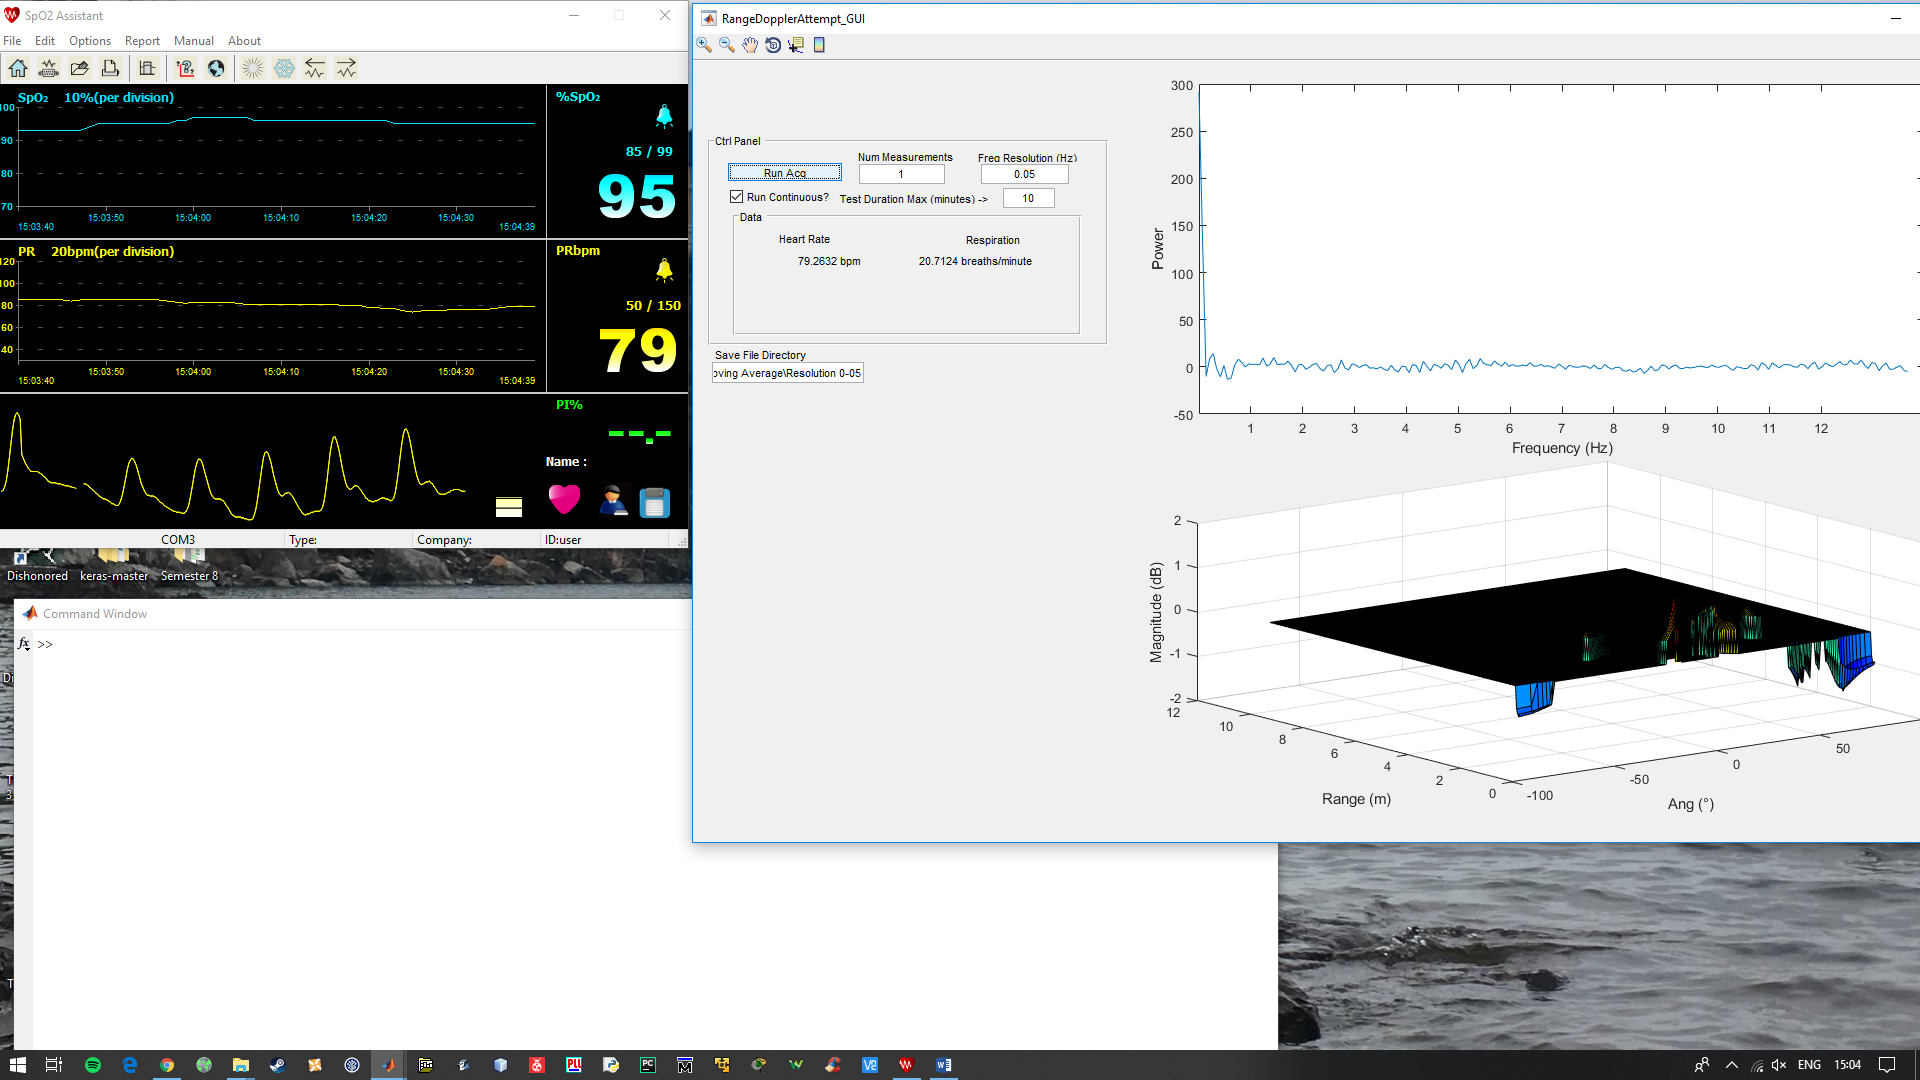 SpO2 Assistant
File Edit Options Report Manual About
SpO₂ 10%(per division)
100
90
80
70
15:03:40 15:03:50 15:04:00 15:04:10 15:04:20 15:04:30 15:04:39
%SpO₂
85 / 99
95
PR 20bpm(per division)
120
100
80
60
40
15:03:40 15:03:50 15:04:00 15:04:10 15:04:20 15:04:30 15:04:39
PRbpm
50 / 150
79
PI%
--.-
Name :
COM3 Type: Company: ID:user
Dishonored keras-master Semester 8
Command Window
fx >>
RangeDopplerAttempt_GUI
Ctrl Panel
Run Acq
Num Measurements
1
Freq Resolution (Hz)
0.05
Run Continuous?
Test Duration Max (minutes) ->
10
Data
Heart Rate Respiration
79.2632 bpm 20.7124 breaths/minute
Save File Directory
oving Average\Resolution 0-05
Power
300
250
200
150
100
50
0
-50
1 2 3 4 5 6 7 8 9 10 11 12
Frequency (Hz)
Magnitude (dB)
2
1
0
-1
-2
12 10 8 6 4 2 0
Range (m)
-100 -50 0 50
Ang (°)
ENG 15:04